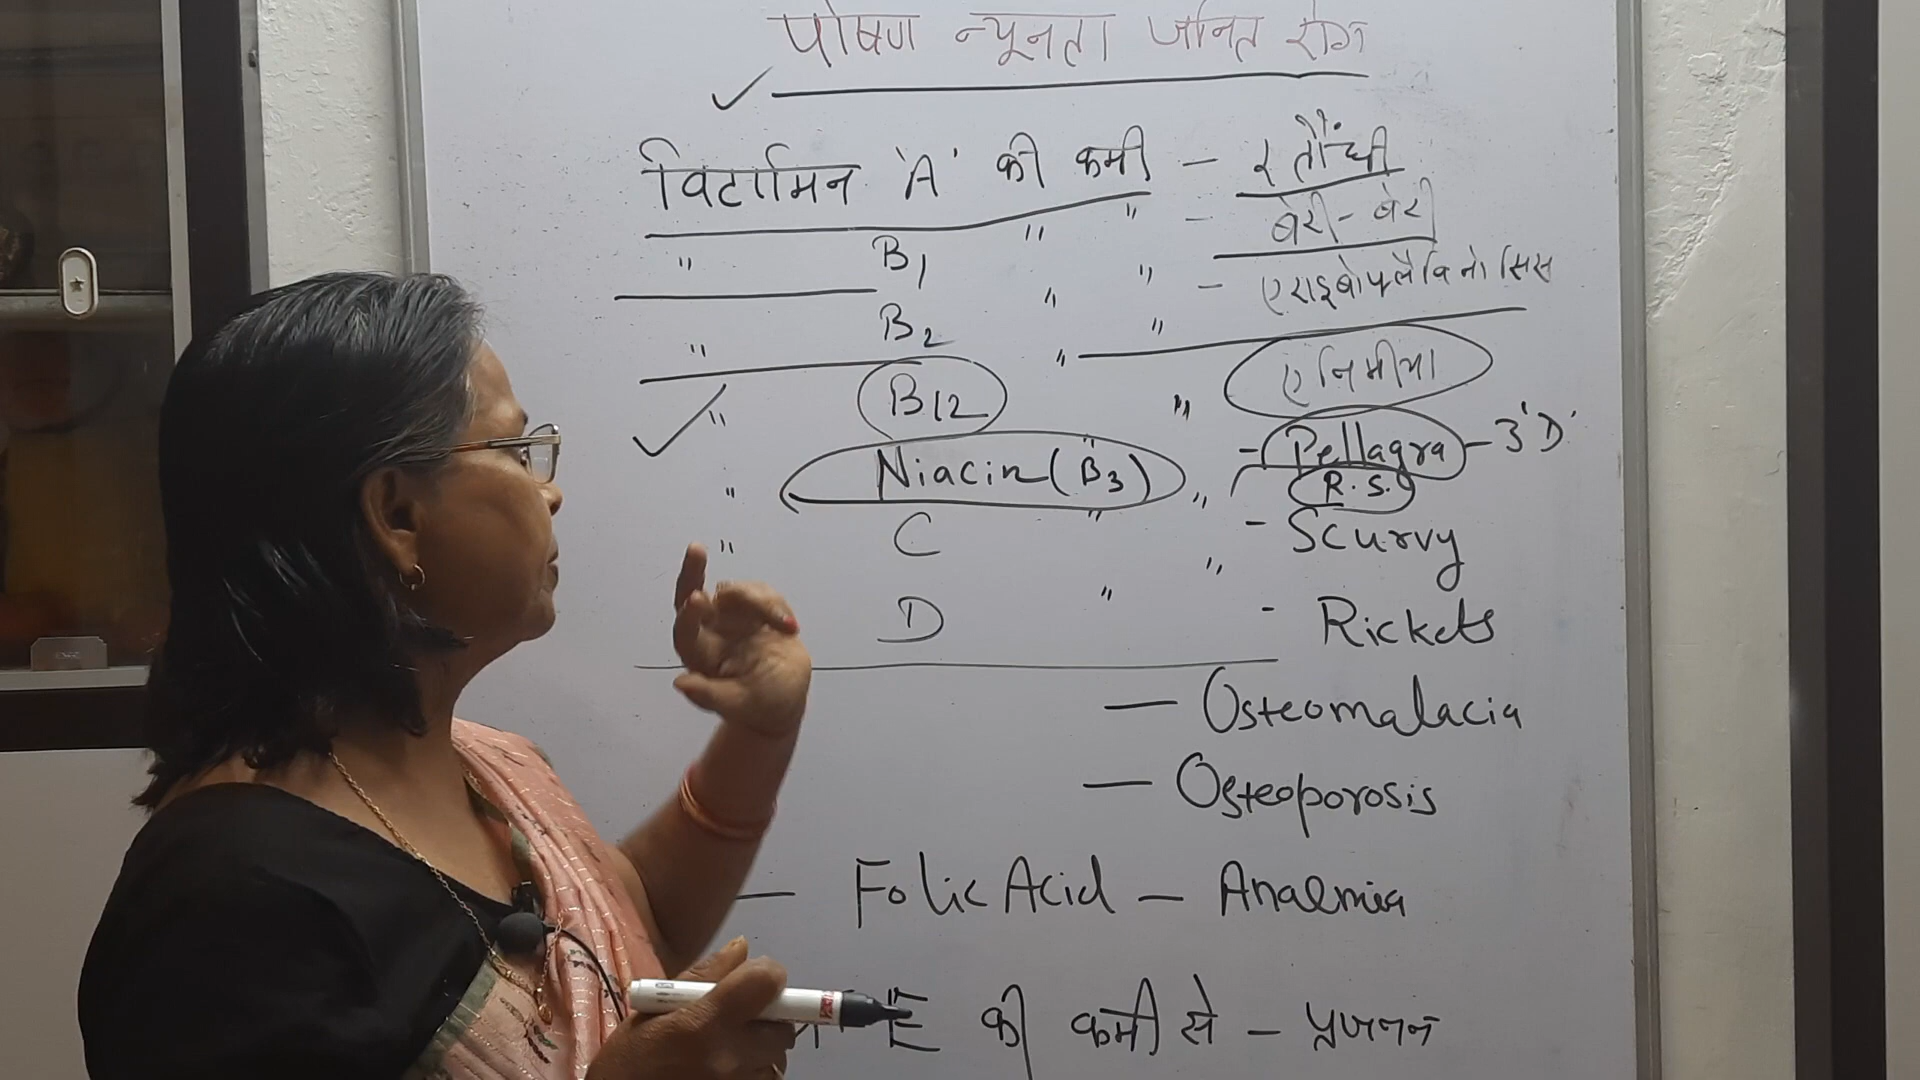 पोषण न्यूनता जनित रोग
विटामिन 'A' की कमी - रतौंधी
" B1 " " - बेरी-बेरी
" B2 " " - एराइबोफ्लैविनोसिस
" B12 " " एनिमीया
" Niacin (B3) " " - Pellagra - 3'D'
R.S.
" C " " - Scurvy
D " - Rickets
- Osteomalacia
- Osteoporosis
- Folic Acid - Anaemia
E की कमी से - प्रजनन